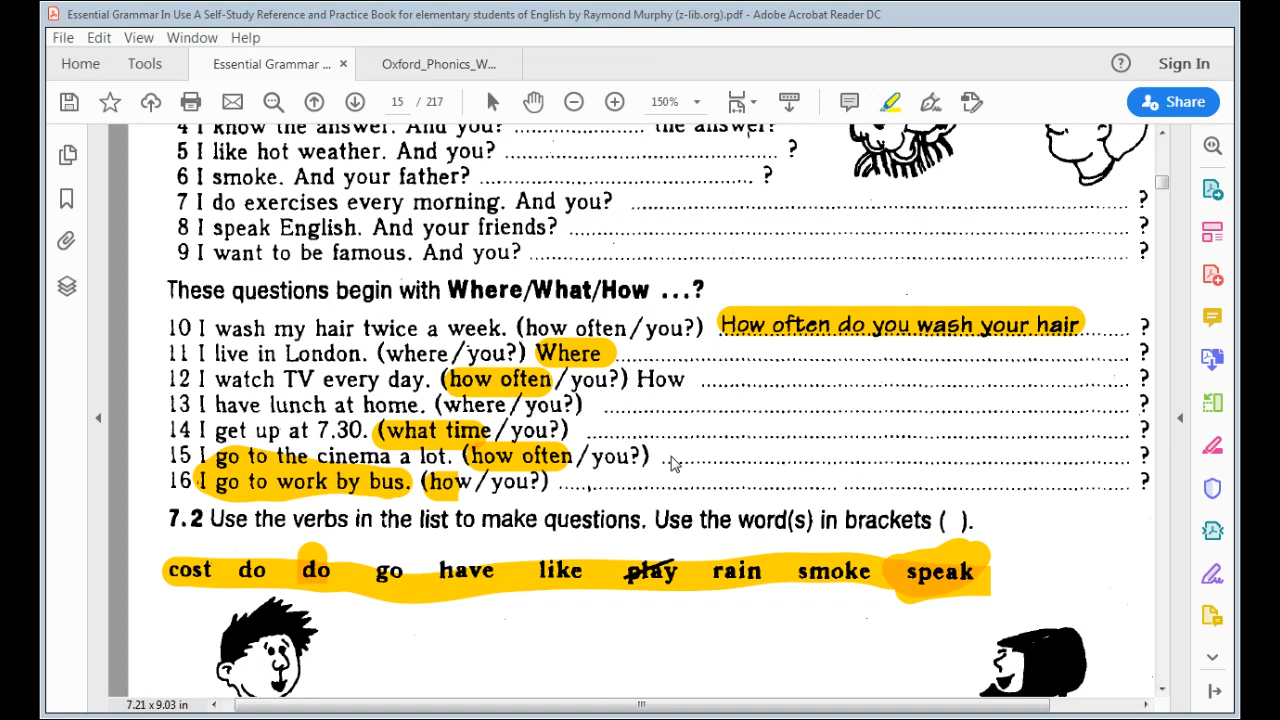 Essential Grammar In Use A Self-Study Reference and Practice Book for elementary students of English by Raymond Murphy (z-lib.org).pdf - Adobe Acrobat Reader DC
File Edit View Window Help
Home Tools Essential Grammar ... × Oxford_Phonics_W... ? Sign In
15 / 217 150% Share
4 I know the answer. And you? .............................. the answer?
5 I like hot weather. And you? .............................. ?
6 I smoke. And your father? .............................. ?
7 I do exercises every morning. And you? .............................. ?
8 I speak English. And your friends? .............................. ?
9 I want to be famous. And you? .............................. ?
These questions begin with Where/What/How ...?
10 I wash my hair twice a week. (how often/you?) How often do you wash your hair ......?
11 I live in London. (where/you?) Where .............................. ?
12 I watch TV every day. (how often/you?) How .............................. ?
13 I have lunch at home. (where/you?) .............................. ?
14 I get up at 7.30. (what time/you?) .............................. ?
15 I go to the cinema a lot. (how often/you?) .............................. ?
16 I go to work by bus. (how/you?) .............................. ?
7.2 Use the verbs in the list to make questions. Use the word(s) in brackets ( ).
cost do do go have like play rain smoke speak
7.21 x 9.03 in